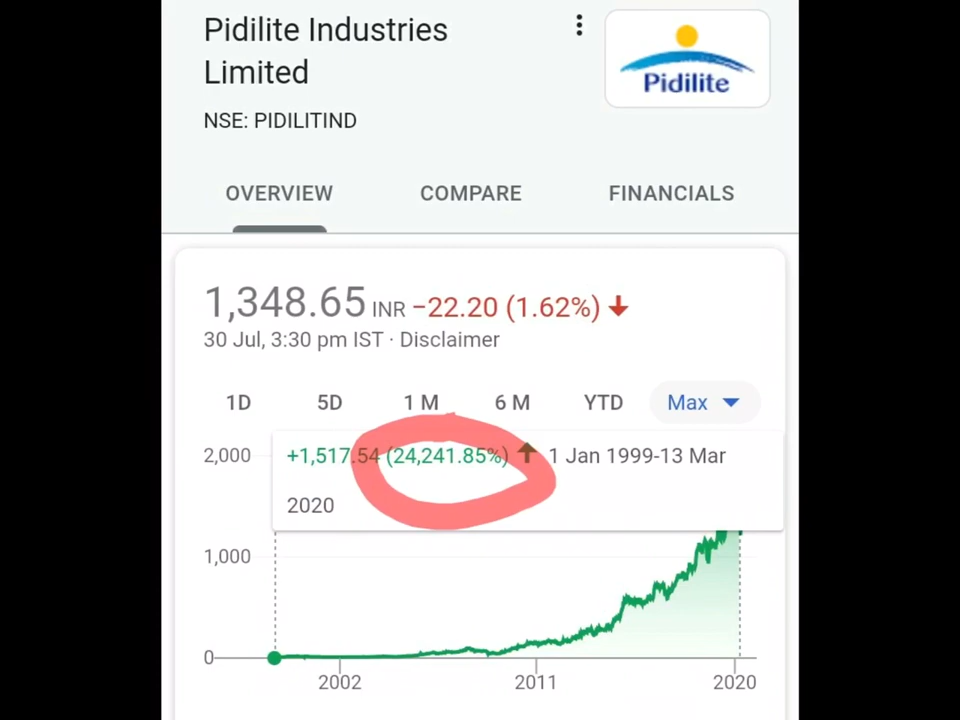 Pidilite Industries
Limited
Pidilite
NSE: PIDILITIND
OVERVIEW COMPARE FINANCIALS
1,348.65 INR −22.20 (1.62%)
30 Jul, 3:30 pm IST · Disclaimer
1D 5D 1 M 6 M YTD Max
2,000
+1,517.54 (24,241.85%) 1 Jan 1999-13 Mar
2020
1,000
0
2002 2011 2020